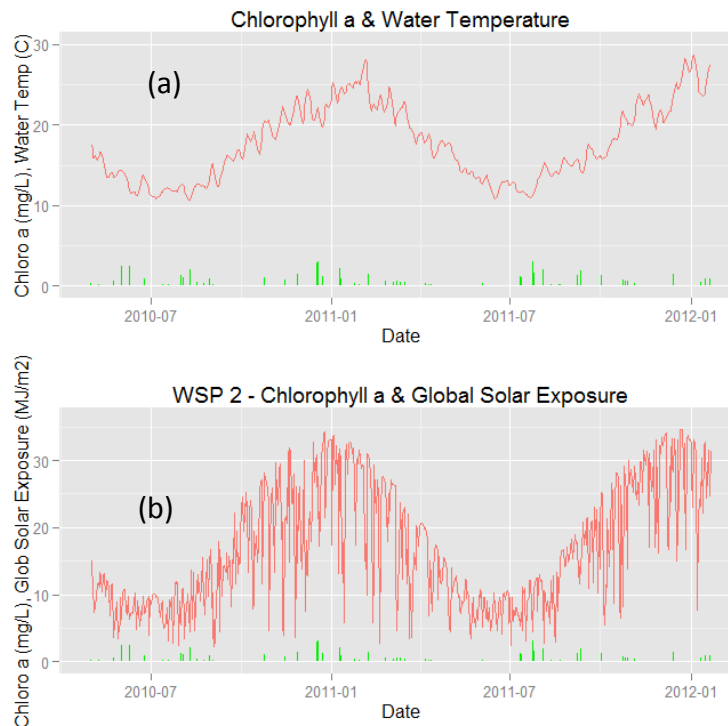 Chlorophyll a & Water Temperature
Chloro a (mg/L), Water Temp (C)
30
20
10
0
(a)
2010-07 2011-01 2011-07 2012-01
Date
WSP 2 - Chlorophyll a & Global Solar Exposure
Chloro a (mg/L), Glob Solar Exposure (MJ/m2)
30
20
10
0
(b)
2010-07 2011-01 2011-07 2012-01
Date